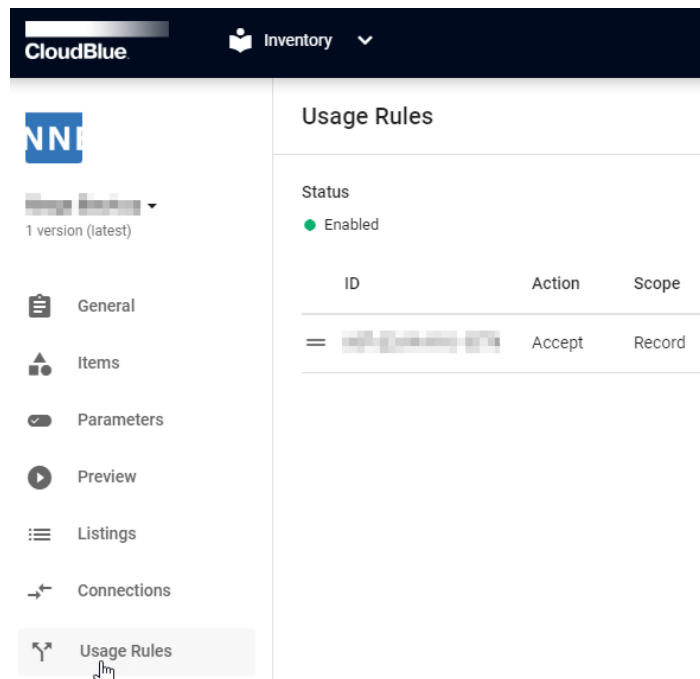 CloudBlue.
Inventory
NNE
1 version (latest)
General
Items
Parameters
Preview
Listings
Connections
Usage Rules
Usage Rules
Status
Enabled
ID Action Scope
Accept Record